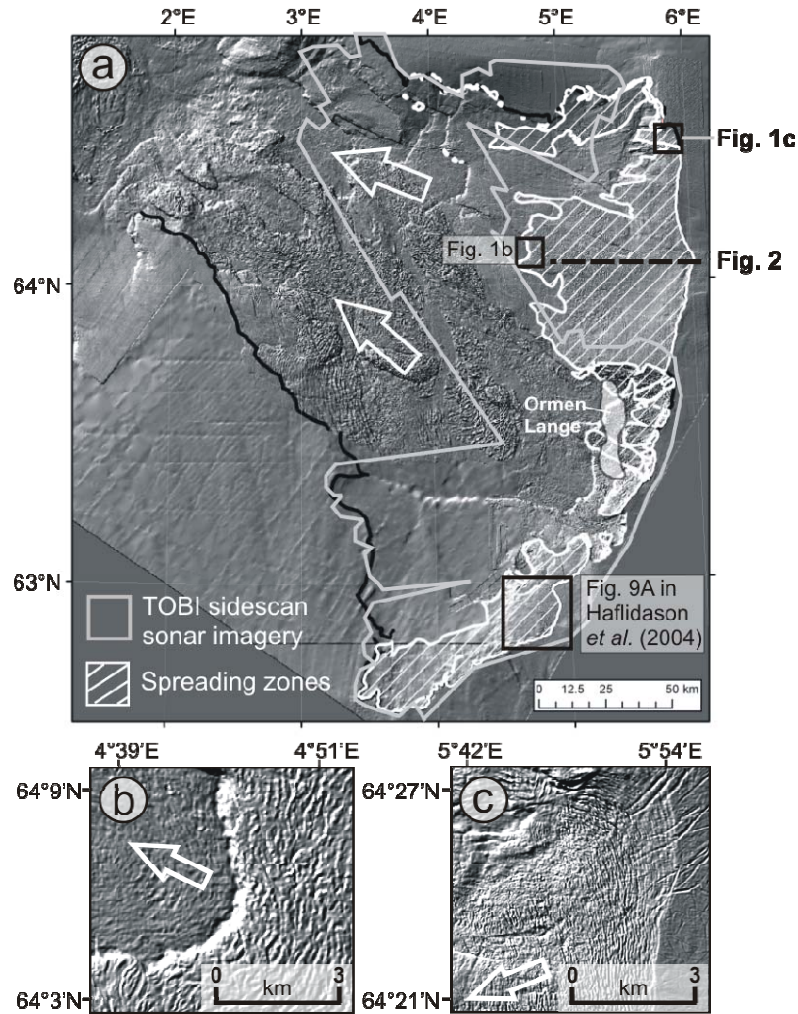 2°E 3°E 4°E 5°E 6°E
a
Fig. 1c
Fig. 1b
Fig. 2
64°N
Ormen
Lange
63°N
TOBI sidescan
sonar imagery
Spreading zones
Fig. 9A in
Haflidason
et al. (2004)
0 12.5 25 50 km
4°39'E 4°51'E
64°9'N
b
0 3
km
64°3'N
5°42'E 5°54'E
64°27'N
c
0 3
km
64°21'N